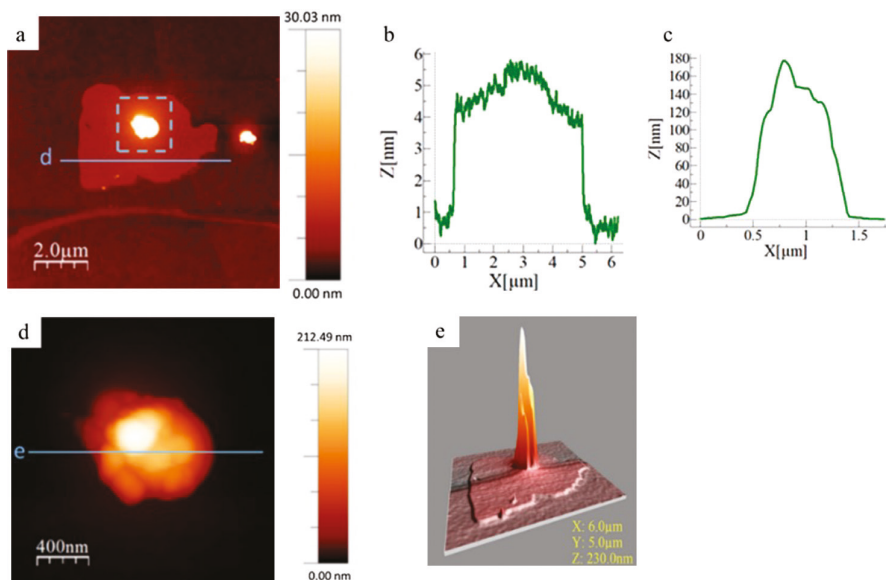 a
30.03 nm
d
2.0µm
0.00 nm
b
Z[nm]
6
5
4
3
2
1
0
0 1 2 3 4 5 6
X[µm]
c
Z[nm]
180
160
140
120
100
80
60
40
20
0
0 0.5 1 1.5
X[µm]
d
212.49 nm
e
400nm
0.00 nm
e
X: 6.0µm
Y: 5.0µm
Z: 230.0nm